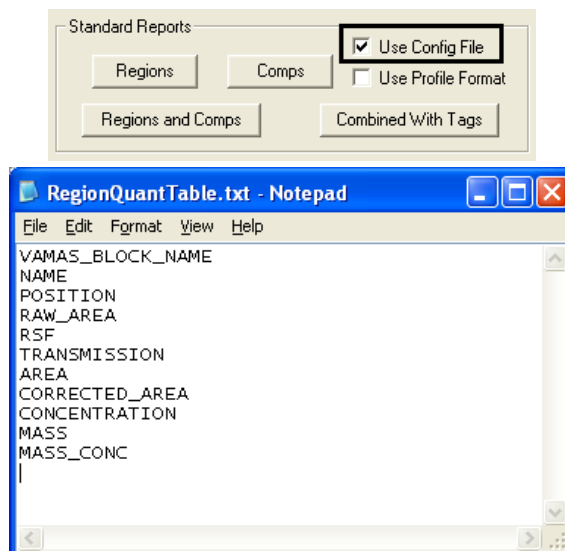 Standard Reports
Use Config File
Regions
Comps
Use Profile Format
Regions and Comps
Combined With Tags
RegionQuantTable.txt - Notepad
File Edit Format View Help
VAMAS_BLOCK_NAME
NAME
POSITION
RAW_AREA
RSF
TRANSMISSION
AREA
CORRECTED_AREA
CONCENTRATION
MASS
MASS_CONC